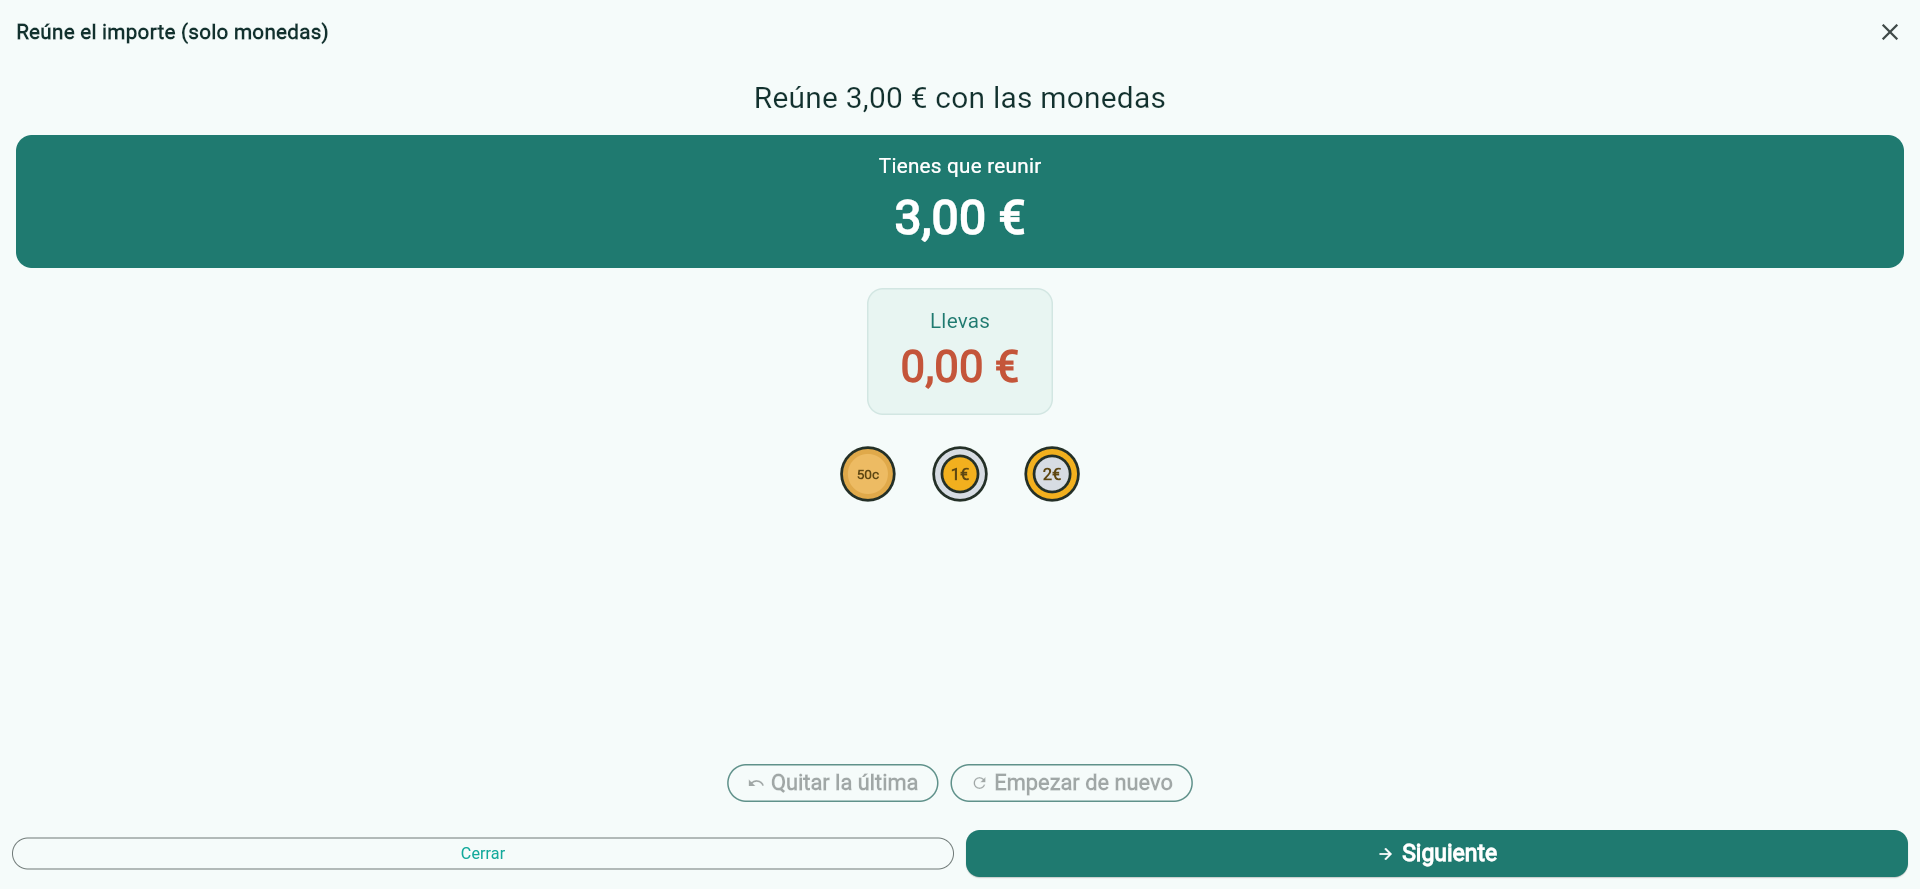 Reúne el importe (solo monedas)
Reúne 3,00 € con las monedas
Tienes que reunir
3,00 €
Llevas
0,00 €
50c 1€ 2€
Quitar la última Empezar de nuevo
Cerrar Siguiente